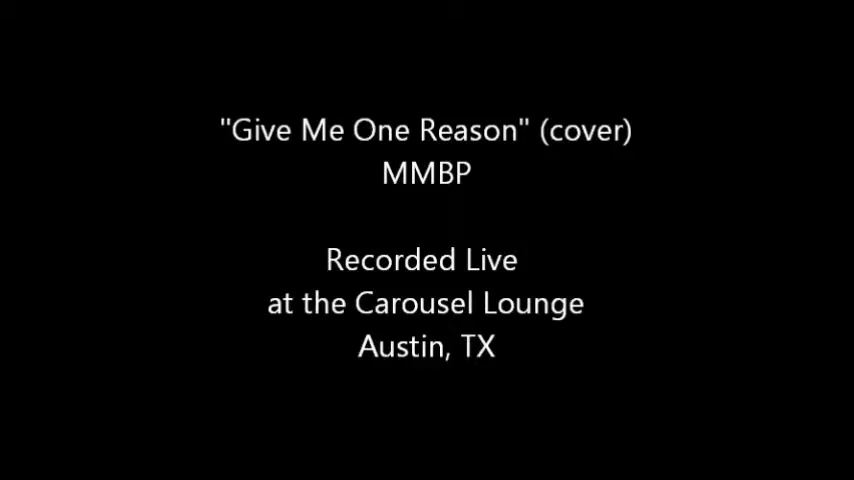 "Give Me One Reason" (cover)
MMBP
Recorded Live
at the Carousel Lounge
Austin, TX